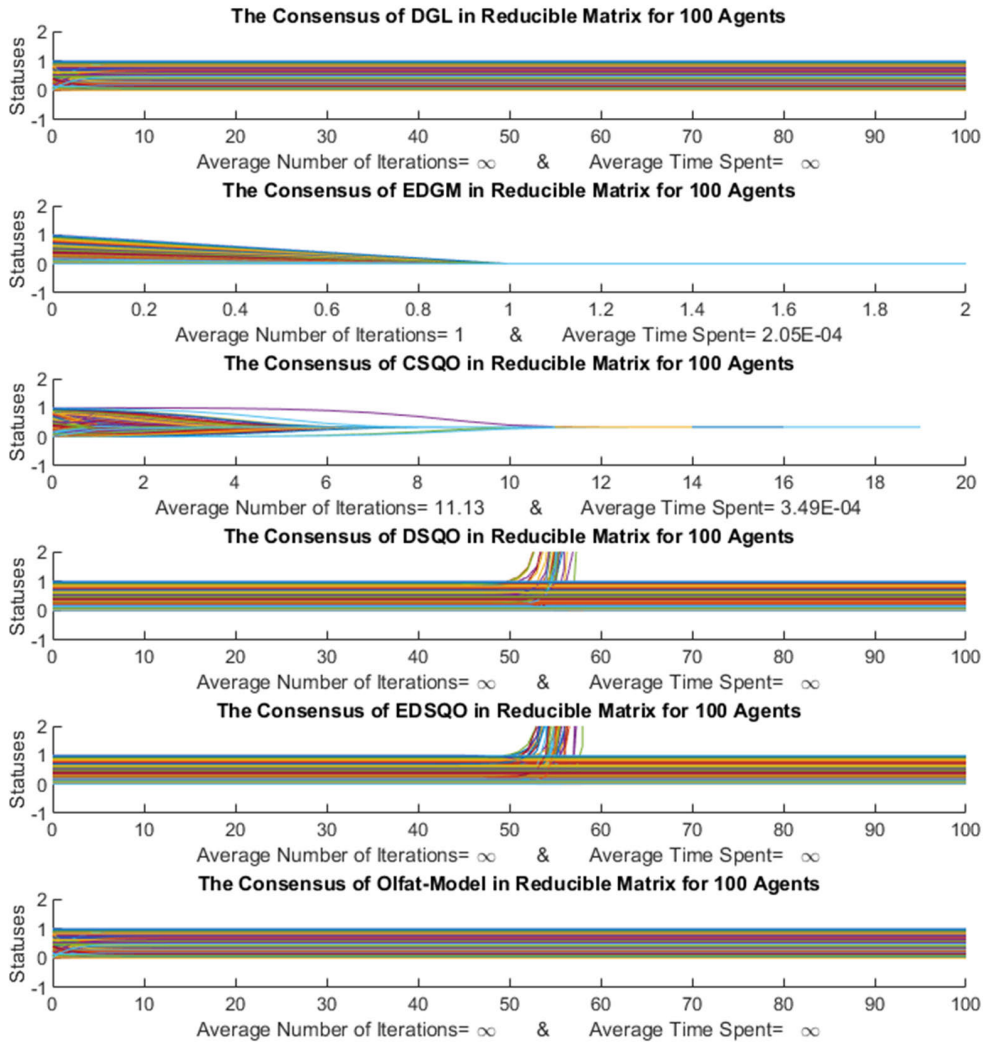 The Consensus of DGL in Reducible Matrix for 100 Agents
2
1
0
-1
Statuses
0 10 20 30 40 50 60 70 80 90 100
Average Number of Iterations= ∞ & Average Time Spent= ∞
The Consensus of EDGM in Reducible Matrix for 100 Agents
2
1
0
-1
Statuses
0 0.2 0.4 0.6 0.8 1 1.2 1.4 1.6 1.8 2
Average Number of Iterations= 1 & Average Time Spent= 2.05E-04
The Consensus of CSQO in Reducible Matrix for 100 Agents
2
1
0
-1
Statuses
0 2 4 6 8 10 12 14 16 18 20
Average Number of Iterations= 11.13 & Average Time Spent= 3.49E-04
The Consensus of DSQO in Reducible Matrix for 100 Agents
2
1
0
-1
Statuses
0 10 20 30 40 50 60 70 80 90 100
Average Number of Iterations= ∞ & Average Time Spent= ∞
The Consensus of EDSQO in Reducible Matrix for 100 Agents
2
1
0
-1
Statuses
0 10 20 30 40 50 60 70 80 90 100
Average Number of Iterations= ∞ & Average Time Spent= ∞
The Consensus of Olfat-Model in Reducible Matrix for 100 Agents
2
1
0
-1
Statuses
0 10 20 30 40 50 60 70 80 90 100
Average Number of Iterations= ∞ & Average Time Spent= ∞